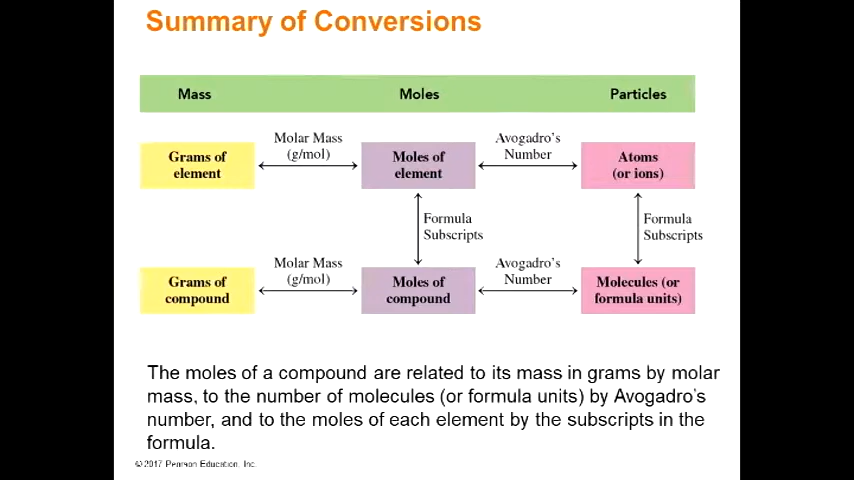 Summary of Conversions
Mass Moles Particles
Molar Mass
(g/mol)
Avogadro's
Number
Grams of
element
Moles of
element
Atoms
(or ions)
Formula
Subscripts
Formula
Subscripts
Molar Mass
(g/mol)
Avogadro's
Number
Grams of
compound
Moles of
compound
Molecules (or
formula units)
The moles of a compound are related to its mass in grams by molar
mass, to the number of molecules (or formula units) by Avogadro's
number, and to the moles of each element by the subscripts in the
formula.
© 2017 Pearson Education, Inc.